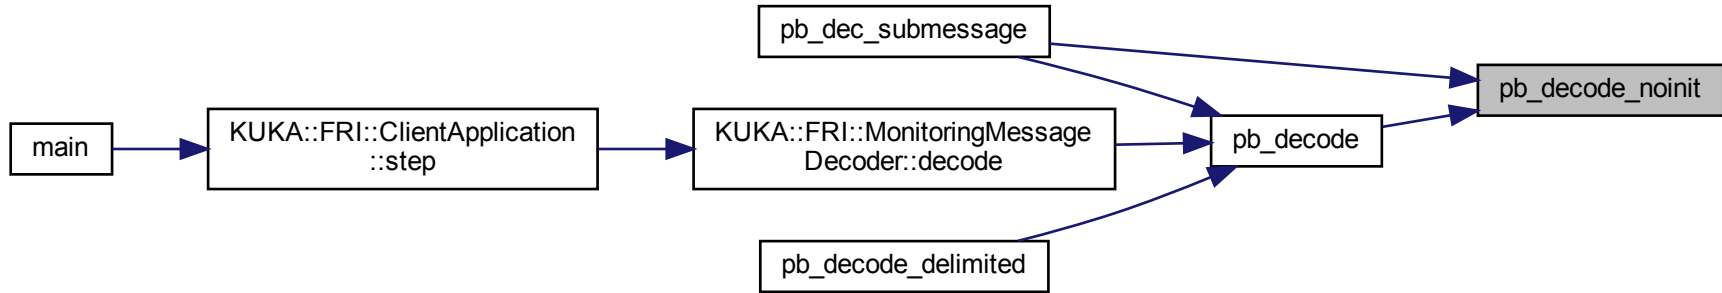 pb_dec_submessage
pb_decode_noinit
main
KUKA::FRI::ClientApplication
::step
KUKA::FRI::MonitoringMessage
Decoder::decode
pb_decode
pb_decode_delimited